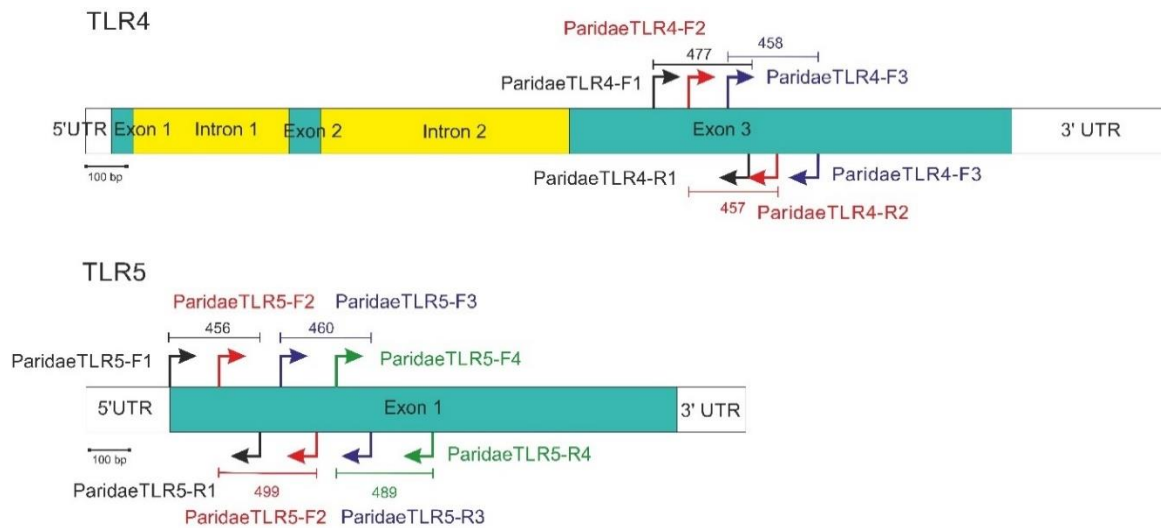 TLR4
ParidaeTLR4-F2
458
477
ParidaeTLR4-F1
ParidaeTLR4-F3
5'UTR
Exon 1
Intron 1
Exon 2
Intron 2
Exon 3
3' UTR
100 bp
ParidaeTLR4-R1
ParidaeTLR4-F3
457
ParidaeTLR4-R2
TLR5
ParidaeTLR5-F2
ParidaeTLR5-F3
456
460
ParidaeTLR5-F1
ParidaeTLR5-F4
5'UTR
Exon 1
3' UTR
100 bp
ParidaeTLR5-R4
ParidaeTLR5-R1
499
489
ParidaeTLR5-F2
ParidaeTLR5-R3